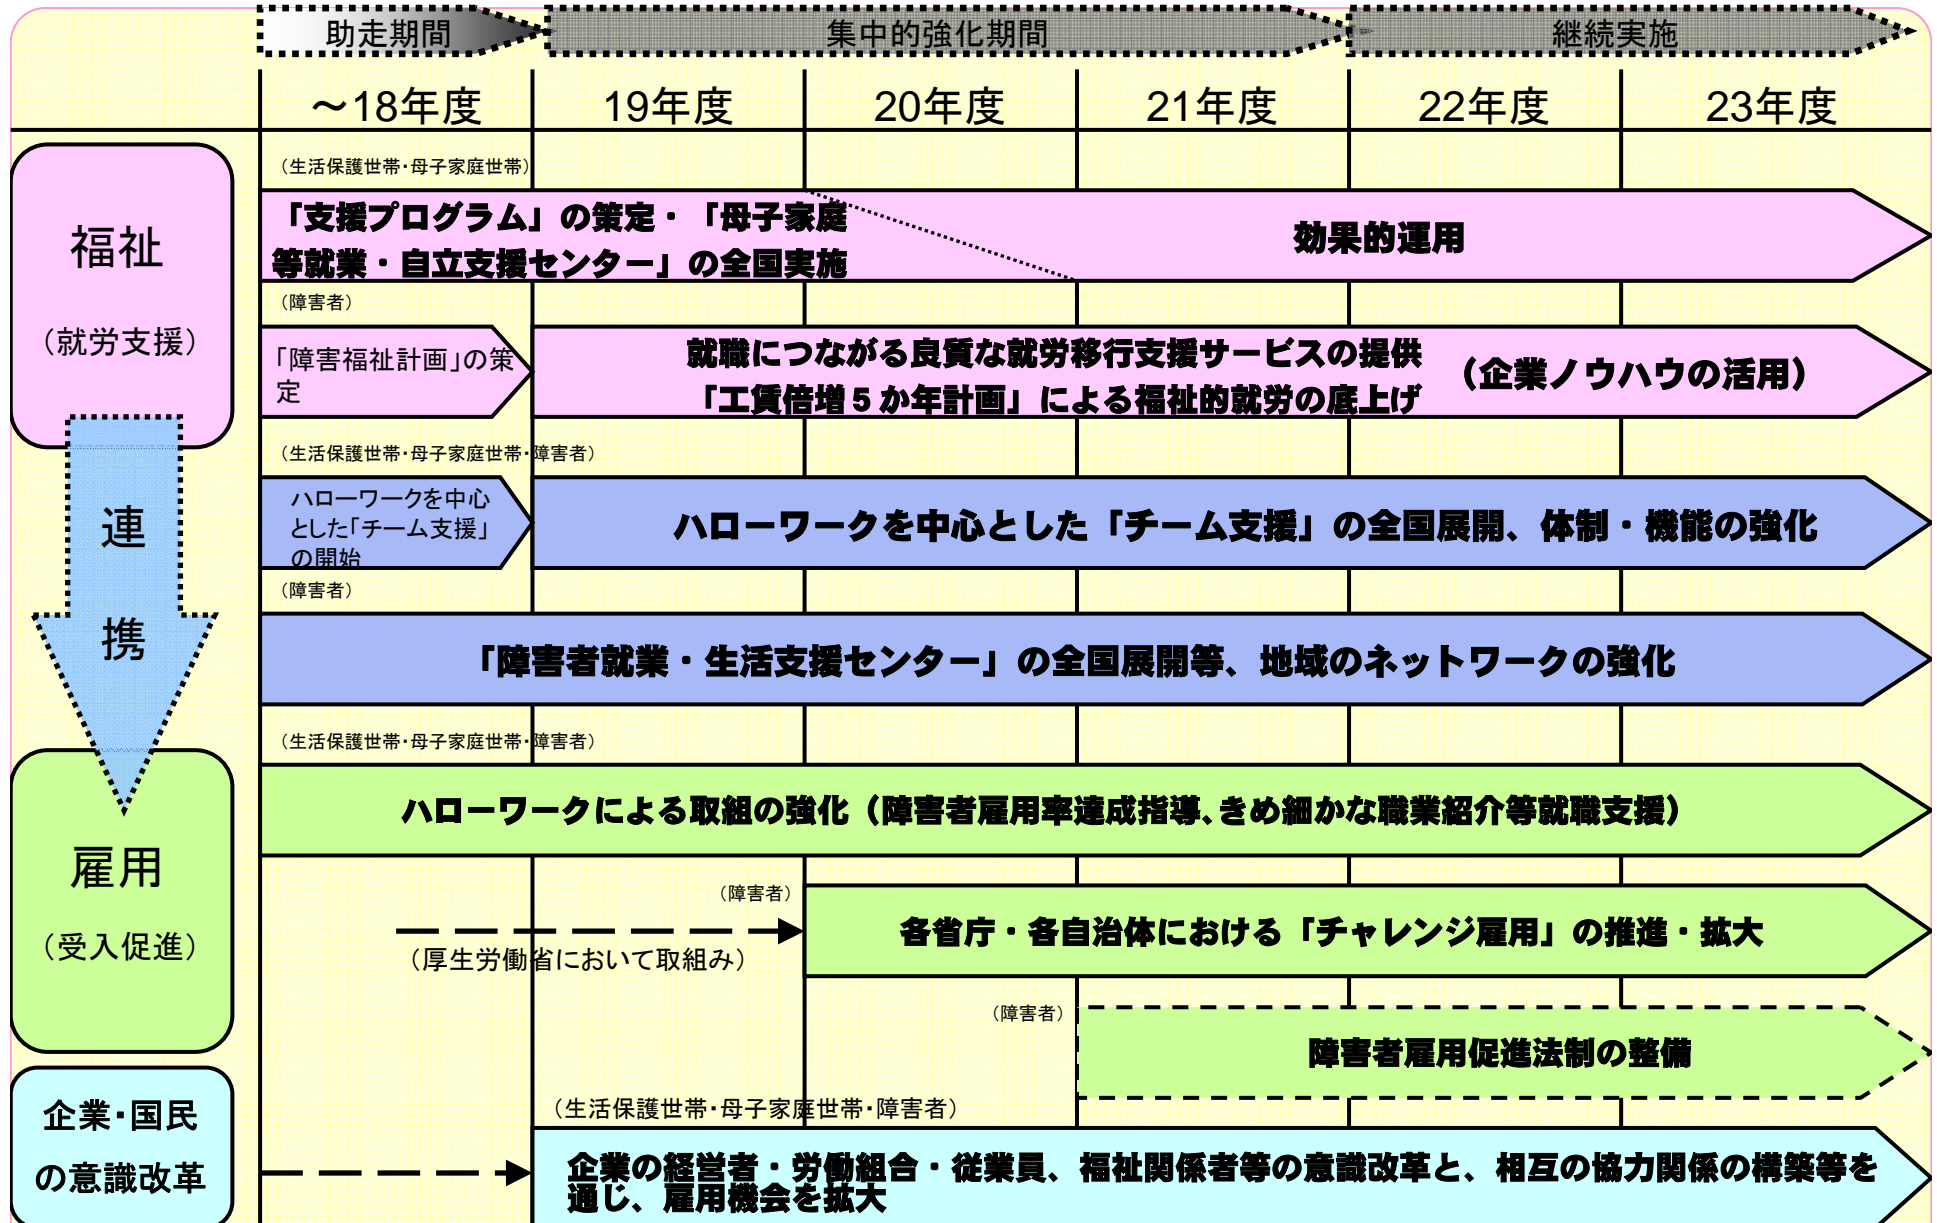 助走期間
集中的強化期間
継続実施
～18年度
19年度
20年度
21年度
22年度
23年度
福祉
（就労支援）
（生活保護世帯・母子家庭世帯）
「支援プログラム」の策定・「母子家庭
等就業・自立支援センター」の全国実施
効果的運用
（障害者）
「障害福祉計画」の策
定
就職につながる良質な就労移行支援サービスの提供
「工賃倍増５か年計画」による福祉的就労の底上げ
（企業ノウハウの活用）
連
携
（生活保護世帯・母子家庭世帯・障害者）
ハローワークを中心
とした「チーム支援」
の開始
ハローワークを中心とした「チーム支援」の全国展開、体制・機能の強化
（障害者）
「障害者就業・生活支援センター」の全国展開等、地域のネットワークの強化
雇用
（受入促進）
（生活保護世帯・母子家庭世帯・障害者）
ハローワークによる取組の強化（障害者雇用率達成指導、きめ細かな職業紹介等就職支援）
（障害者）
（厚生労働省において取組み）
各省庁・各自治体における「チャレンジ雇用」の推進・拡大
（障害者）
障害者雇用促進法制の整備
企業・国民
の意識改革
（生活保護世帯・母子家庭世帯・障害者）
企業の経営者・労働組合・従業員、福祉関係者等の意識改革と、相互の協力関係の構築等を
通じ、雇用機会を拡大